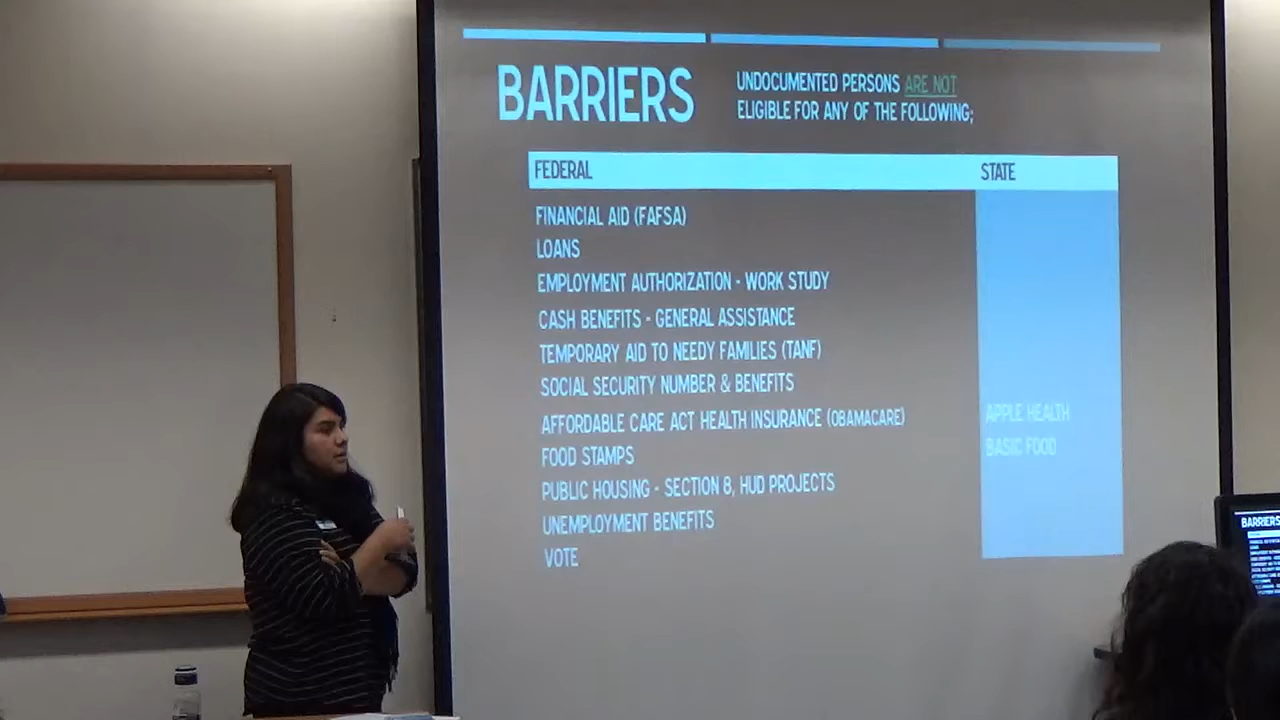 BARRIERS
UNDOCUMENTED PERSONS ARE NOT
ELIGIBLE FOR ANY OF THE FOLLOWING;
FEDERAL STATE
FINANCIAL AID (FAFSA)
LOANS
EMPLOYMENT AUTHORIZATION - WORK STUDY
CASH BENEFITS - GENERAL ASSISTANCE
TEMPORARY AID TO NEEDY FAMILIES (TANF)
SOCIAL SECURITY NUMBER & BENEFITS
AFFORDABLE CARE ACT HEALTH INSURANCE (OBAMACARE) APPLE HEALTH
FOOD STAMPS BASIC FOOD
PUBLIC HOUSING - SECTION 8, HUD PROJECTS
UNEMPLOYMENT BENEFITS
VOTE
BARRIERS